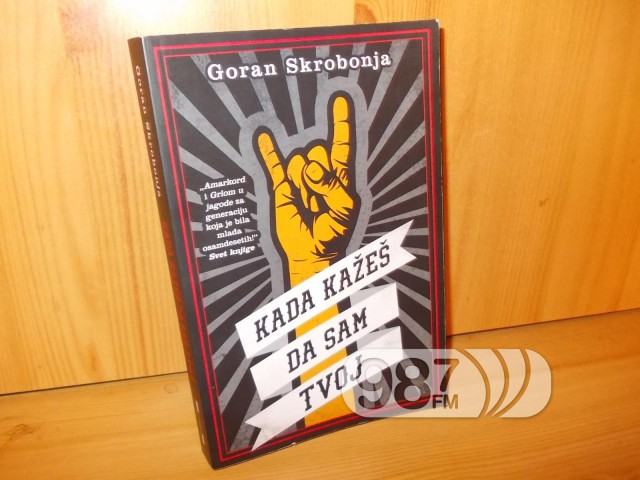 Goran Skrobonja
„Amarkord
i Grlom u
jagode za
generaciju
koja je bila
mlada
osamdesetih!"
Svet knjige
KADA KAŽEŠ
DA SAM
TVOJ
Goran Skrobonja
987
FM